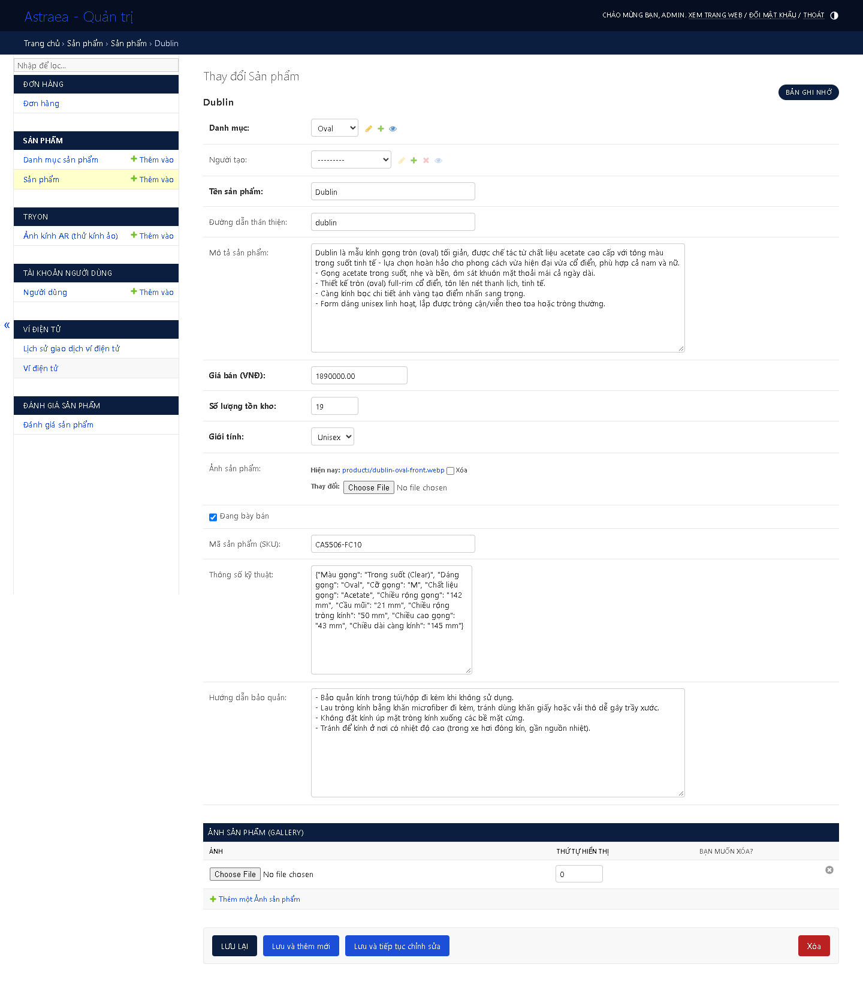 Astraea - Quản trị
CHÀO MỪNG BẠN, ADMIN. XEM TRANG WEB / ĐỔI MẬT KHẨU / THOÁT
Trang chủ › Sản phẩm › Sản phẩm › Dublin
Nhập để lọc...
ĐƠN HÀNG
Đơn hàng
SẢN PHẨM
Danh mục sản phẩm Thêm vào
Sản phẩm Thêm vào
TRYON
Ảnh kính AR (thử kính ảo) Thêm vào
TÀI KHOẢN NGƯỜI DÙNG
Người dùng Thêm vào
«
VÍ ĐIỆN TỬ
Lịch sử giao dịch ví điện tử
Ví điện tử
ĐÁNH GIÁ SẢN PHẨM
Đánh giá sản phẩm
Thay đổi Sản phẩm
Dublin
BẢN GHI NHỚ
Danh mục: Oval
Người tạo: ---------
Tên sản phẩm: Dublin
Đường dẫn thân thiện: dublin
Mô tả sản phẩm:
Dublin là mẫu kính gọng tròn (oval) tối giản, được chế tác từ chất liệu acetate cao cấp với tông màu
trong suốt tinh tế - lựa chọn hoàn hảo cho phong cách vừa hiện đại vừa cổ điển, phù hợp cả nam và nữ.
- Gọng acetate trong suốt, nhẹ và bền, ôm sát khuôn mặt thoải mái cả ngày dài.
- Thiết kế tròn (oval) full-rim cổ điển, tôn lên nét thanh lịch, tinh tế.
- Càng kính bọc chi tiết ánh vàng tạo điểm nhấn sang trọng.
- Form dáng unisex linh hoạt, lắp được tròng cận/viễn theo toa hoặc tròng thường.
Giá bán (VNĐ): 1890000.00
Số lượng tồn kho: 19
Giới tính: Unisex
Ảnh sản phẩm:
Hiện nay: products/dublin-oval-front.webp Xóa
Thay đổi: Choose File No file chosen
Đang bày bán
Mã sản phẩm (SKU): CA5506-FC10
Thông số kỹ thuật:
{"Màu gọng": "Trong suốt (Clear)", "Dáng
gọng": "Oval", "Cỡ gọng": "M", "Chất liệu
gọng": "Acetate", "Chiều rộng gọng": "142
mm", "Cầu mũi": "21 mm", "Chiều rộng
tròng kính": "50 mm", "Chiều cao gọng":
"43 mm", "Chiều dài càng kính": "145 mm"}
Hướng dẫn bảo quản:
- Bảo quản kính trong túi/hộp đi kèm khi không sử dụng.
- Lau tròng kính bằng khăn microfiber đi kèm, tránh dùng khăn giấy hoặc vải thô dễ gây trầy xước.
- Không đặt kính úp mặt tròng kính xuống các bề mặt cứng.
- Tránh để kính ở nơi có nhiệt độ cao (trong xe hơi đóng kín, gần nguồn nhiệt).
ẢNH SẢN PHẨM (GALLERY)
ẢNH THỨ TỰ HIỂN THỊ BẠN MUỐN XÓA?
Choose File No file chosen 0
Thêm một Ảnh sản phẩm
LƯU LẠI Lưu và thêm mới Lưu và tiếp tục chỉnh sửa Xóa